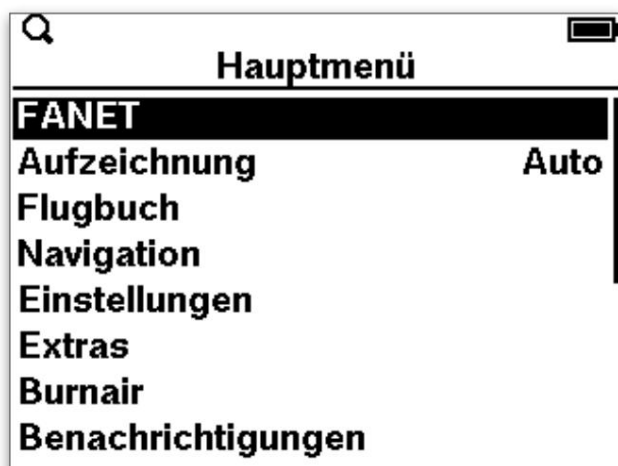 Hauptmenü
FANET
Aufzeichnung Auto
Flugbuch
Navigation
Einstellungen
Extras
Burnair
Benachrichtigungen